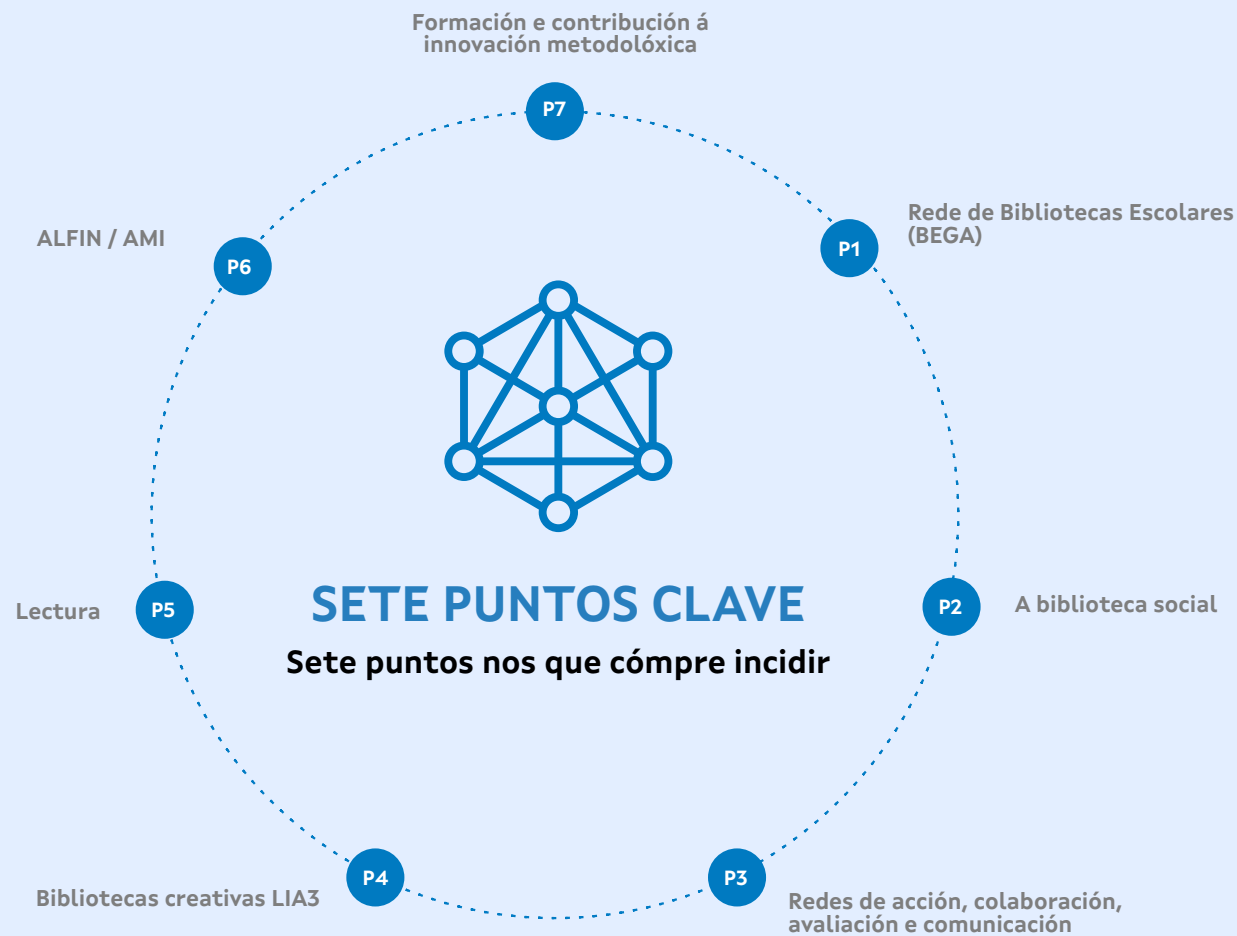 Formación e contribución á
innovación metodolóxica
P7
Rede de Bibliotecas Escolares
(BEGA)
P1
ALFIN / AMI
P6
SETE PUNTOS CLAVE
Sete puntos nos que cómpre incidir
Lectura
P5
P2
A biblioteca social
Bibliotecas creativas LIA3
P4
P3
Redes de acción, colaboración,
avaliación e comunicación